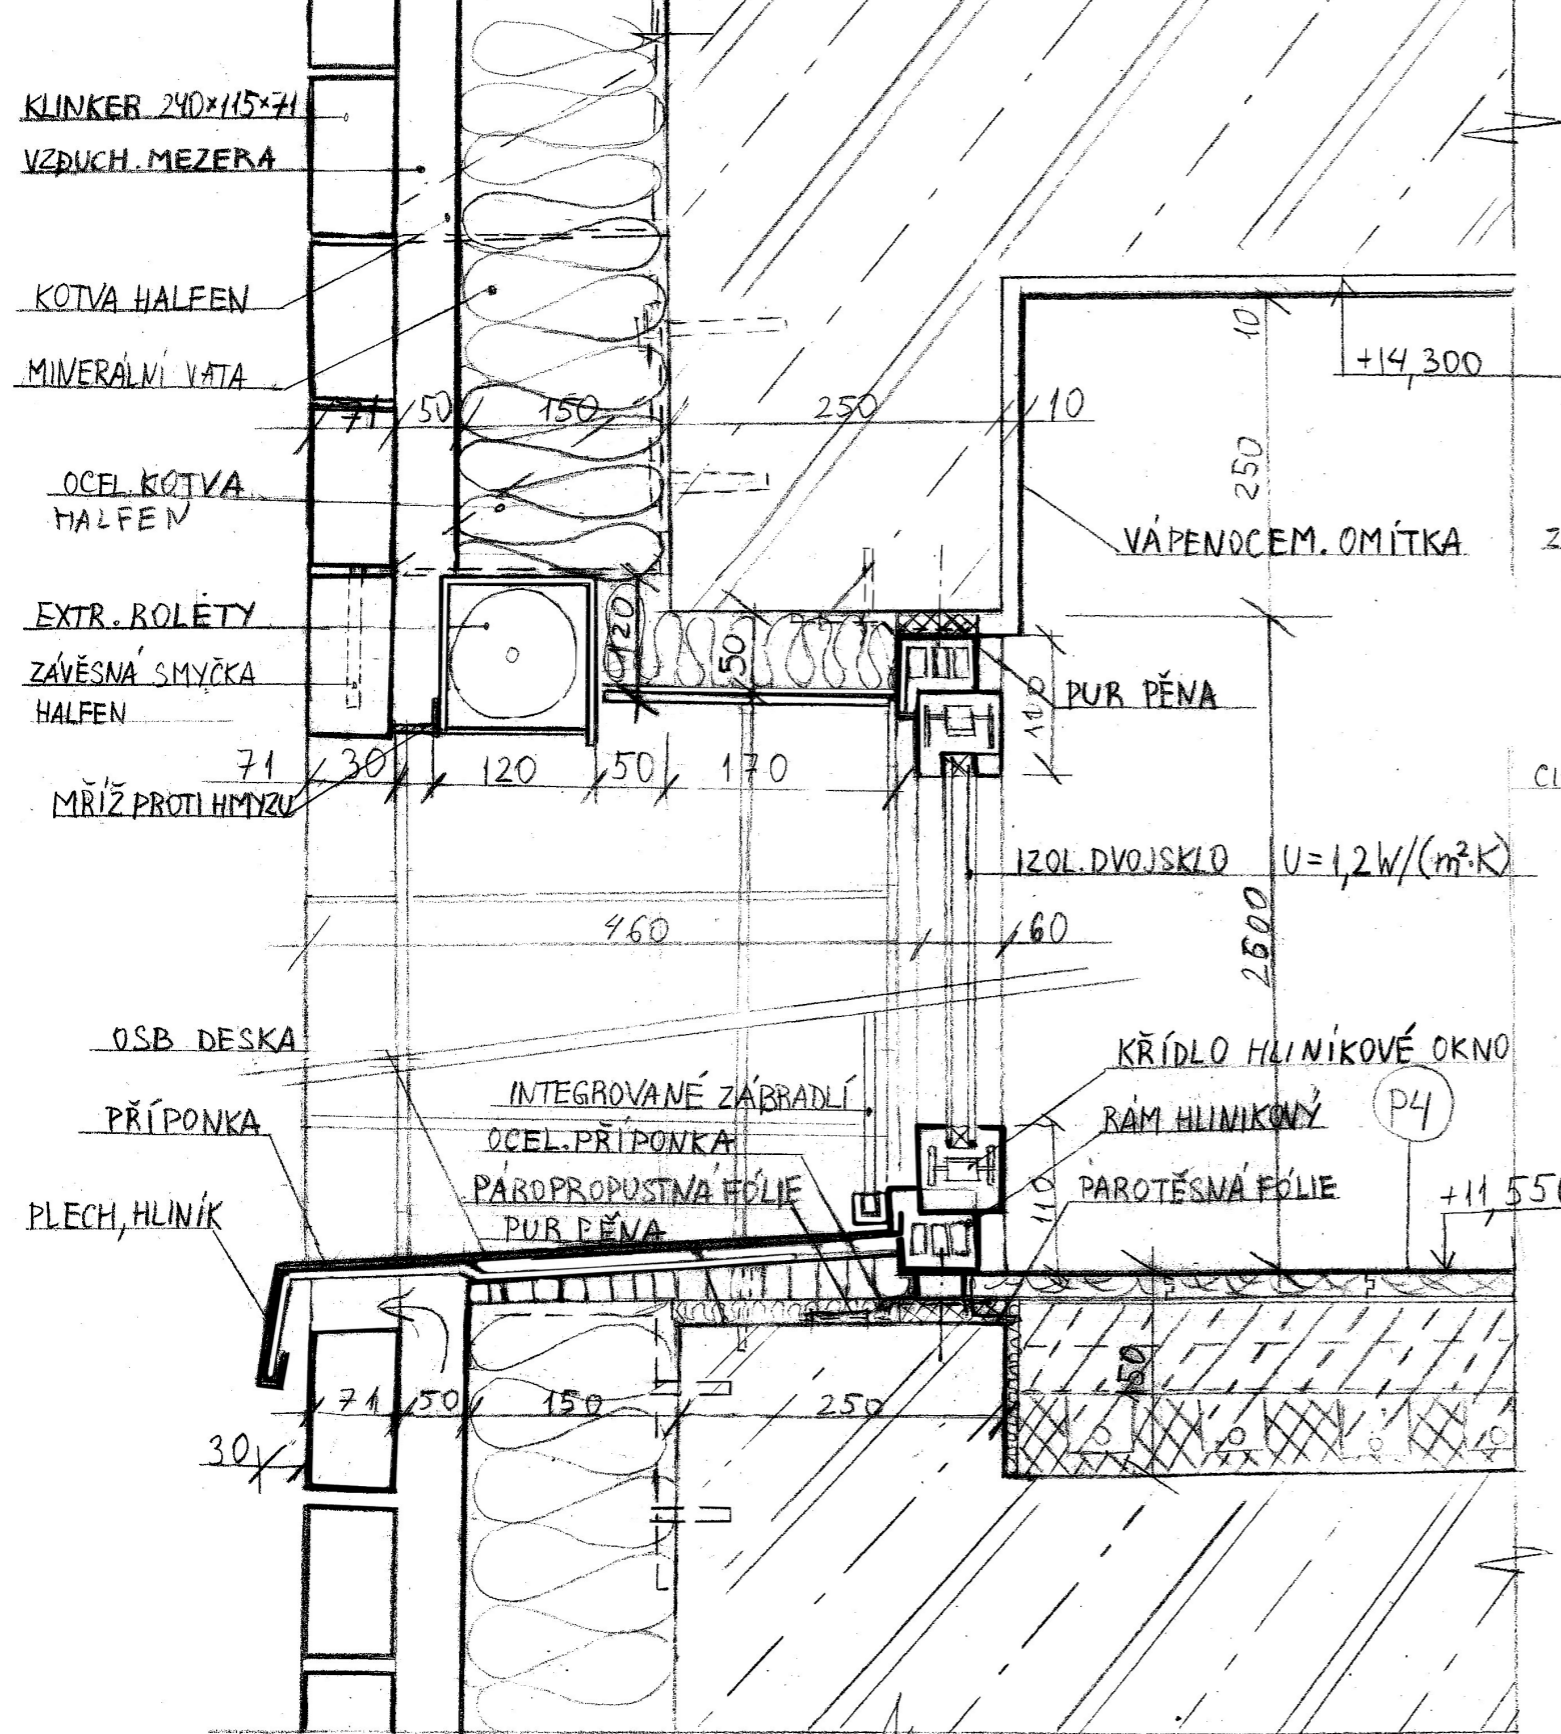 KLINKER 240×115×71
VZDUCH. MEZERA
KOTVA HALFEN
MINERÁLNÍ VATA
10
+14,300
71 50 150 250 10
250
OCEL. KOTVA
HALFEN
VÁPENOCEM. OMÍTKA
EXTR. ROLETY
120
50
ZÁVĚSNÁ SMYČKA
HALFEN
PUR PĚNA
110
71 30 120 50 170
MŘÍŽ PROTI HMYZU
IZOL. DVOJSKLO U=1,2W/(m²·K)
460 60
2600
OSB DESKA
KŘÍDLO HLINÍKOVÉ OKNO
INTEGROVANÉ ZÁBRADLÍ
PŘÍPONKA
RÁM HLINIKOVÝ
P4
OCEL. PŘÍPONKA
PAROPROPUSTNÁ FÓLIE
PAROTĚSNÁ FÓLIE
PLECH, HLINÍK
PUR PĚNA
110
71 50 150 250
30